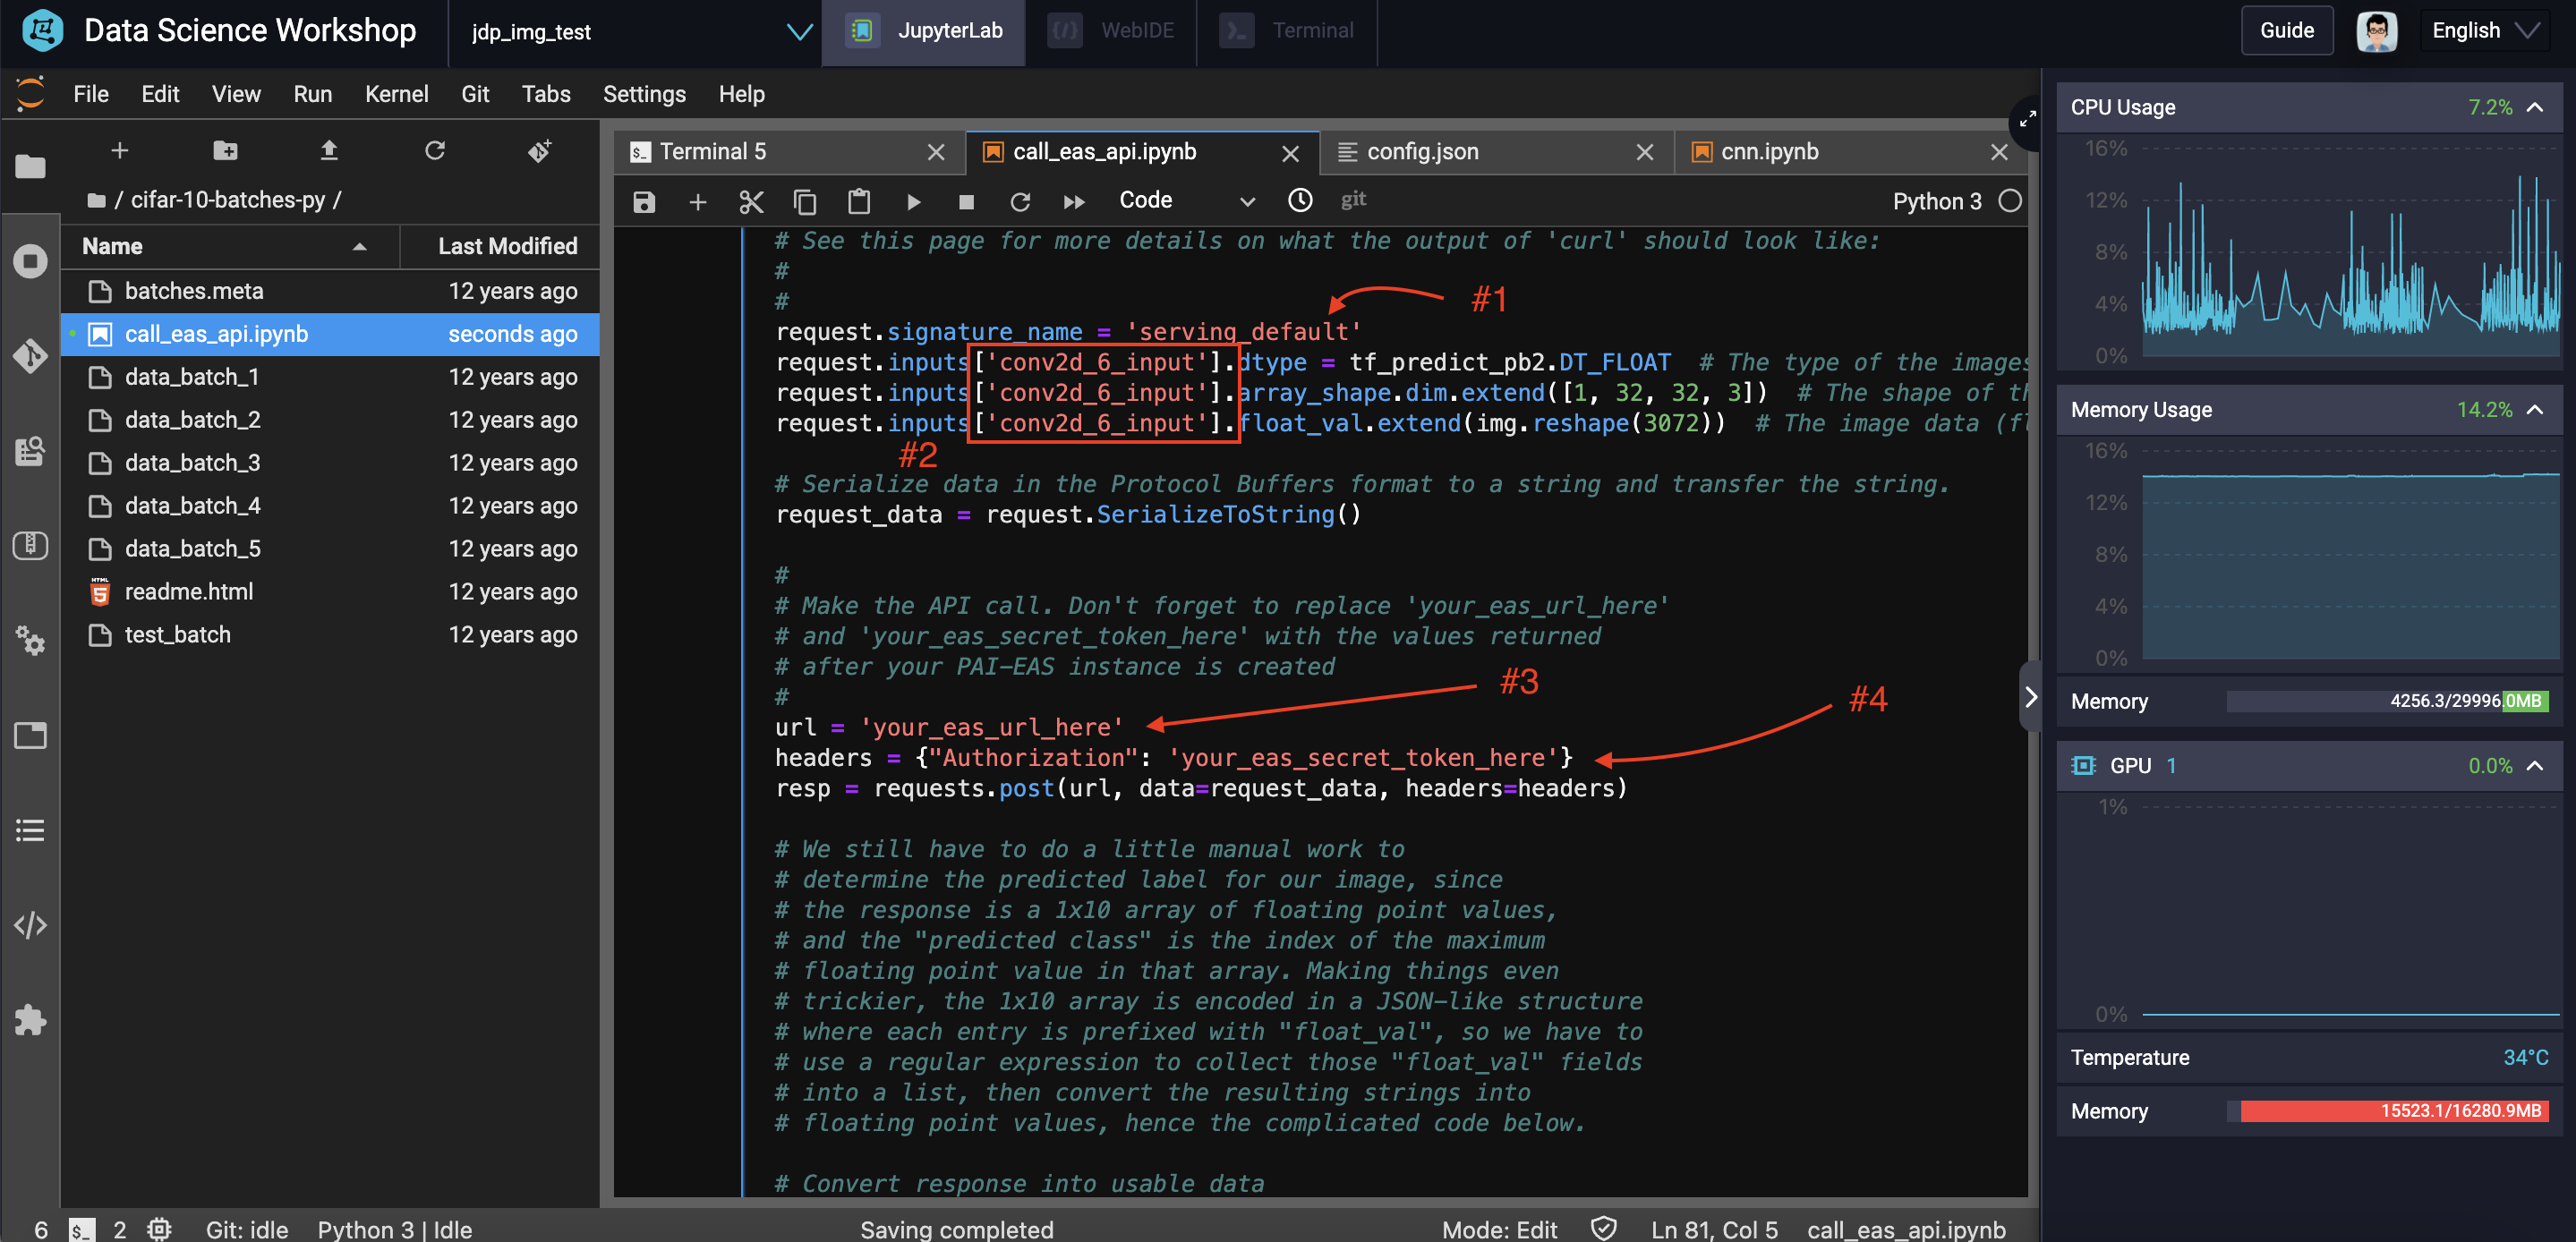 Data Science Workshop
jdp_img_test
JupyterLab
WebIDE
Terminal
Guide
English
File Edit View Run Kernel Git Tabs Settings Help
/ cifar-10-batches-py /
Name Last Modified
batches.meta 12 years ago
call_eas_api.ipynb seconds ago
data_batch_1 12 years ago
data_batch_2 12 years ago
data_batch_3 12 years ago
data_batch_4 12 years ago
data_batch_5 12 years ago
readme.html 12 years ago
test_batch 12 years ago
Terminal 5
call_eas_api.ipynb
config.json
cnn.ipynb
Code
git
Python 3
# See this page for more details on what the output of 'curl' should look like:
#
#
#1
request.signature_name = 'serving_default'
request.inputs['conv2d_6_input'].dtype = tf_predict_pb2.DT_FLOAT # The type of the images
request.inputs['conv2d_6_input'].array_shape.dim.extend([1, 32, 32, 3]) # The shape of th
request.inputs['conv2d_6_input'].float_val.extend(img.reshape(3072)) # The image data (fl
#2
# Serialize data in the Protocol Buffers format to a string and transfer the string.
request_data = request.SerializeToString()
#
# Make the API call. Don't forget to replace 'your_eas_url_here'
# and 'your_eas_secret_token_here' with the values returned
# after your PAI-EAS instance is created
#
#3
#4
url = 'your_eas_url_here'
headers = {"Authorization": 'your_eas_secret_token_here'}
resp = requests.post(url, data=request_data, headers=headers)
# We still have to do a little manual work to
# determine the predicted label for our image, since
# the response is a 1x10 array of floating point values,
# and the "predicted class" is the index of the maximum
# floating point value in that array. Making things even
# trickier, the 1x10 array is encoded in a JSON-like structure
# where each entry is prefixed with "float_val", so we have to
# use a regular expression to collect those "float_val" fields
# into a list, then convert the resulting strings into
# floating point values, hence the complicated code below.
# Convert response into usable data
CPU Usage 7.2%
16%
12%
8%
4%
0%
Memory Usage 14.2%
16%
12%
8%
4%
0%
Memory 4256.3/29996.0MB
GPU 1 0.0%
1%
0%
Temperature 34°C
Memory 15523.1/16280.9MB
6 $_ 2 Git: idle Python 3 | Idle Saving completed Mode: Edit Ln 81, Col 5 call_eas_api.ipynb